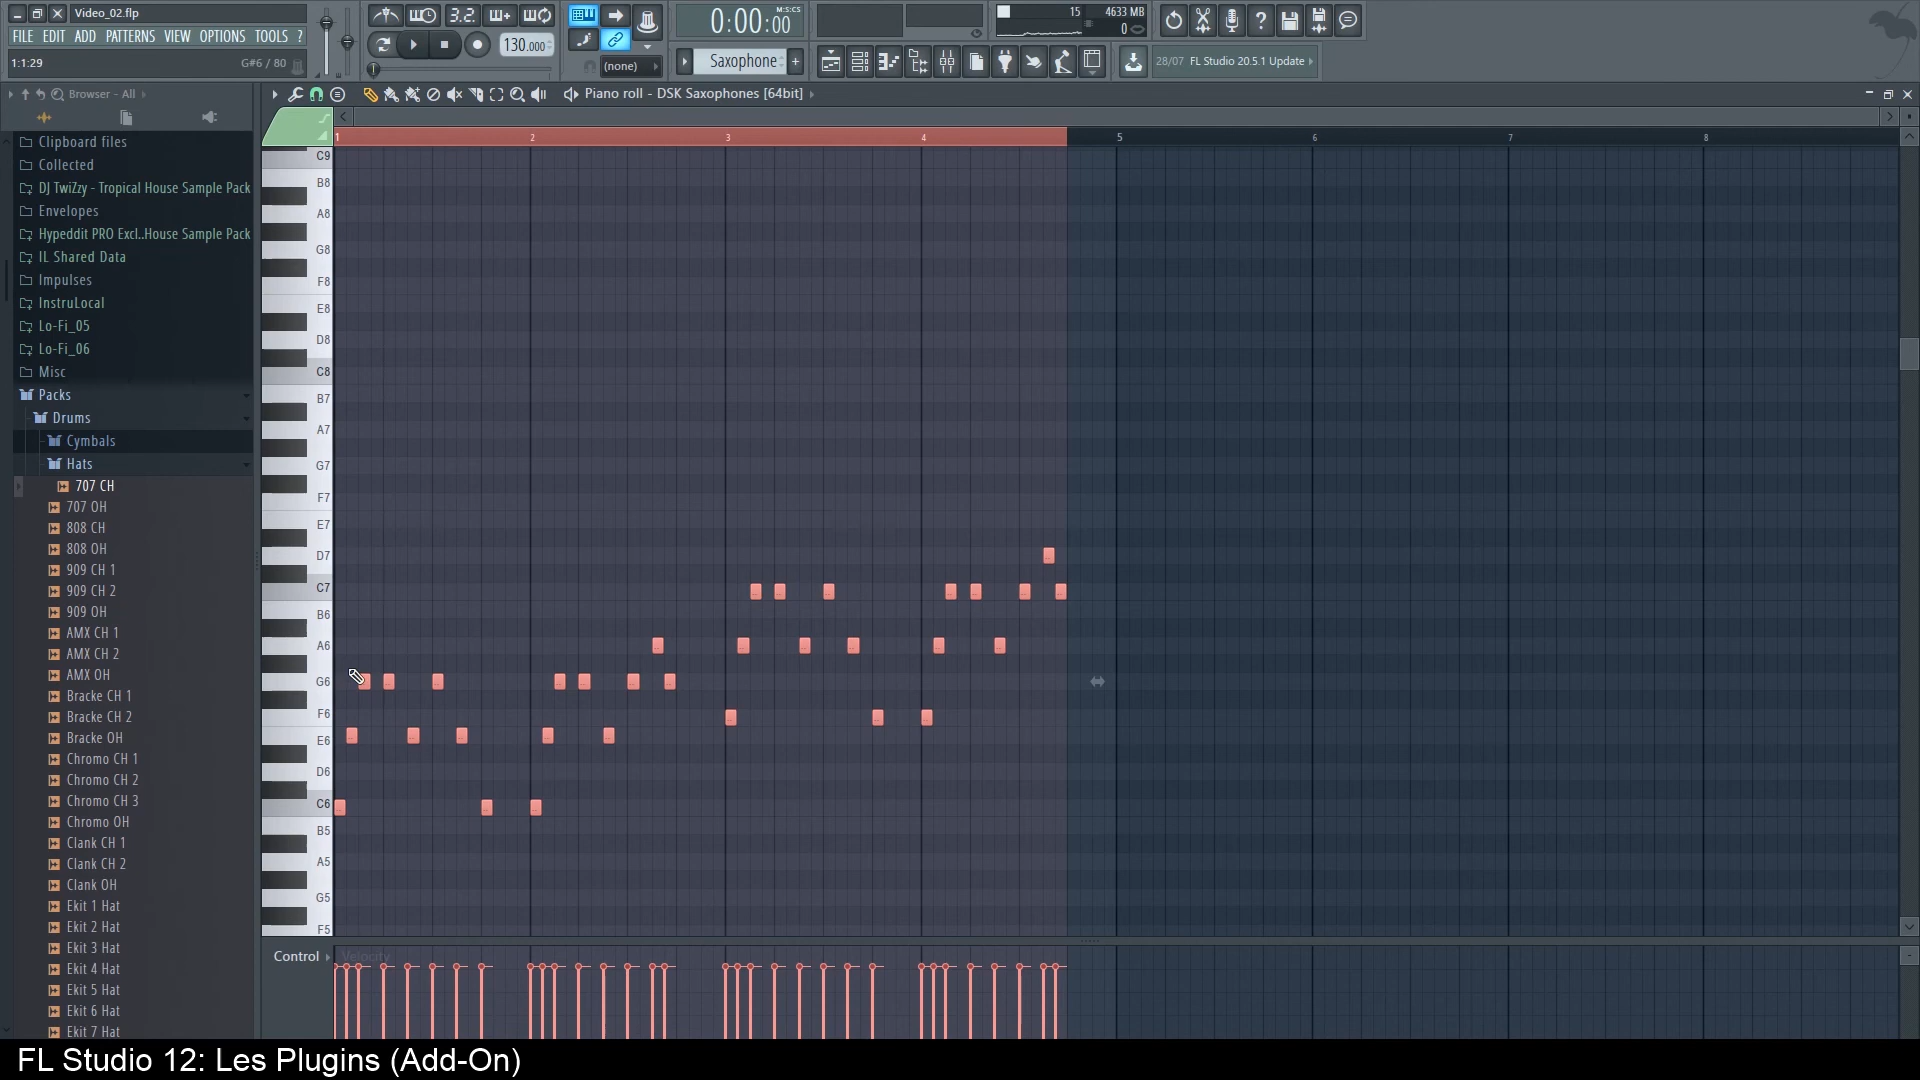 Video_02.flp
FILE EDIT ADD PATTERNS VIEW OPTIONS TOOLS ?
1:1:29 G#6 / 80
3.2.
130.000
(none)
0:00:00 M:S:CS
Saxophone +
15 4633 MB
0
28/07 FL Studio 20.5.1 Update
Browser - All
Piano roll - DSK Saxophones [64bit]
Clipboard files
Collected
DJ TwiZzy - Tropical House Sample Pack
Envelopes
Hypeddit PRO Excl..House Sample Pack
IL Shared Data
Impulses
InstruLocal
Lo-Fi_05
Lo-Fi_06
Misc
Packs
Drums
Cymbals
Hats
707 CH
707 OH
808 CH
808 OH
909 CH 1
909 CH 2
909 OH
AMX CH 1
AMX CH 2
AMX OH
Bracke CH 1
Bracke CH 2
Bracke OH
Chromo CH 1
Chromo CH 2
Chromo CH 3
Chromo OH
Clank CH 1
Clank CH 2
Clank OH
Ekit 1 Hat
Ekit 2 Hat
Ekit 3 Hat
Ekit 4 Hat
Ekit 5 Hat
Ekit 6 Hat
Ekit 7 Hat
1 2 3 4 5 6 7 8
C9
B8
A8
G8
F8
E8
D8
C8
B7
A7
G7
F7
E7
D7
C7
B6
A6
G6
F6
E6
D6
C6
B5
A5
G5
F5
Control Velocity
FL Studio 12: Les Plugins (Add-On)